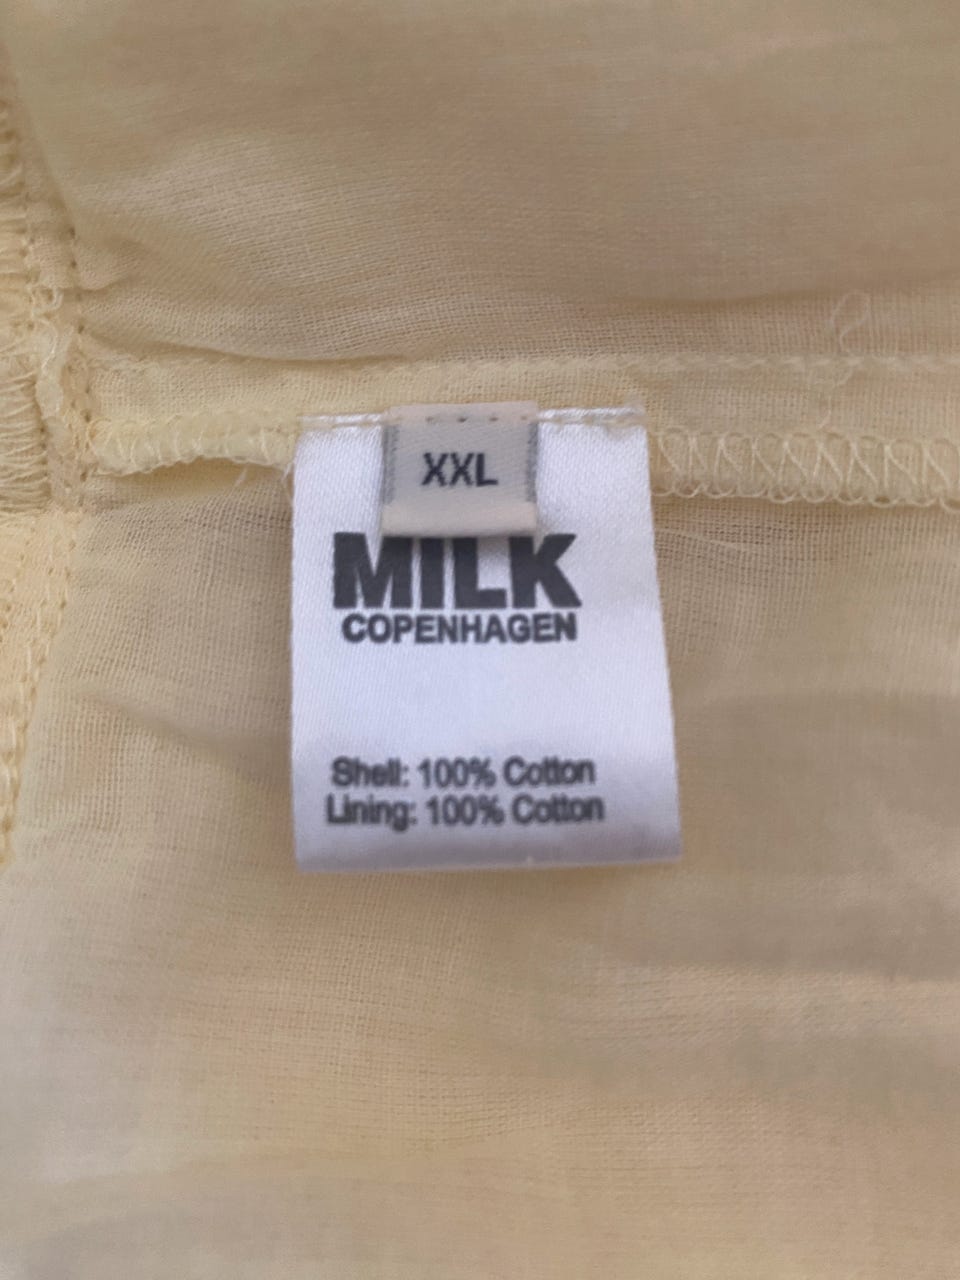 XXL
MILK
COPENHAGEN
Shell: 100% Cotton
Lining: 100% Cotton